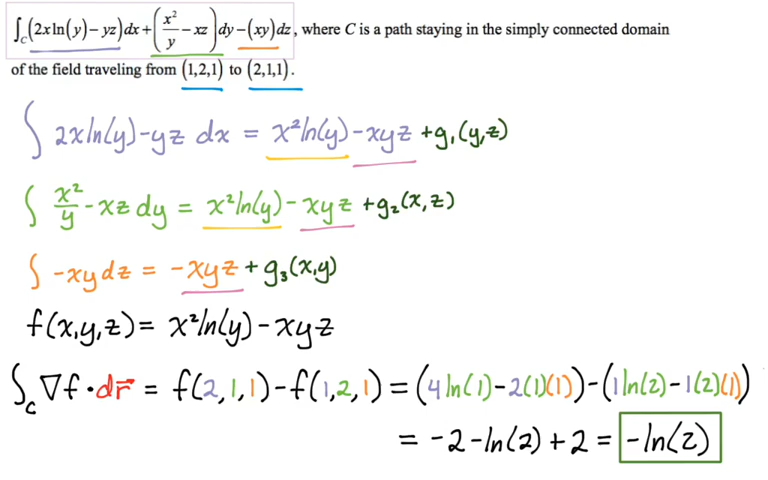 ∫_C (2x ln(y) − yz)dx + (x²/y − xz)dy − (xy)dz, where C is a path staying in the simply connected domain
of the field traveling from (1,2,1) to (2,1,1).
∫ 2x ln(y) − yz dx = x² ln(y) − xyz + g₁(y,z)
∫ x²/y − xz dy = x² ln(y) − xyz + g₂(x,z)
∫ −xy dz = −xyz + g₃(x,y)
f(x,y,z) = x² ln(y) − xyz
∫_C ∇f · dr⃗ = f(2,1,1) − f(1,2,1) = (4 ln(1) − 2(1)(1)) − (1 ln(2) − 1(2)(1))
= −2 − ln(2) + 2 = −ln(2)